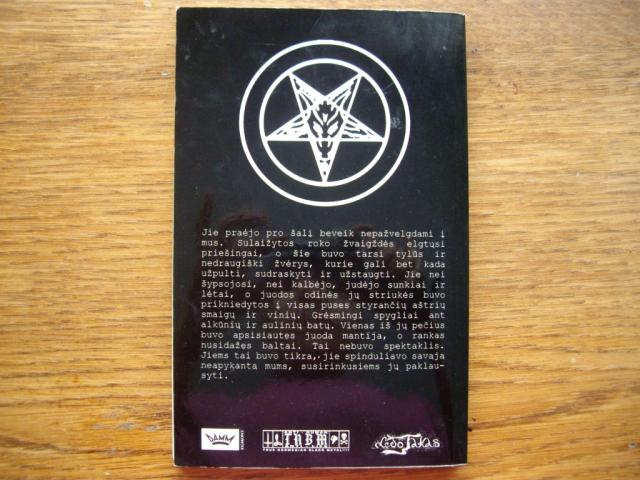 Jie praėjo pro šalį beveik nepažvelgdami į
mus. Sulaižytos roko žvaigždės elgtųsi
priešingai, o šie buvo tarsi tylūs ir
nedraugiški žvėrys, kurie gali bet kada
užpulti, sudraskyti ir užstaugti. Jie nei
šypsojosi, nei kalbėjo, judėjo sunkiai ir
lėtai, o juodos odinės jų striukės buvo
prikniedytos į visas puses styrančių aštrių
smaigų ir vinių. Grėsmingi spygliai ant
alkūnių ir aulinių batų. Vienas iš jų pečius
buvo apsisiautęs juoda mantija, o rankas
nusidažęs baltai. Tai nebuvo spektaklis.
Jiems tai buvo tikra, jie spinduliavo savąja
neapykanta mums, susirinkusiems jų paklau-
syti.
DAMM
TNBM
TRUE NORWEGIAN BLACK METAL!!!